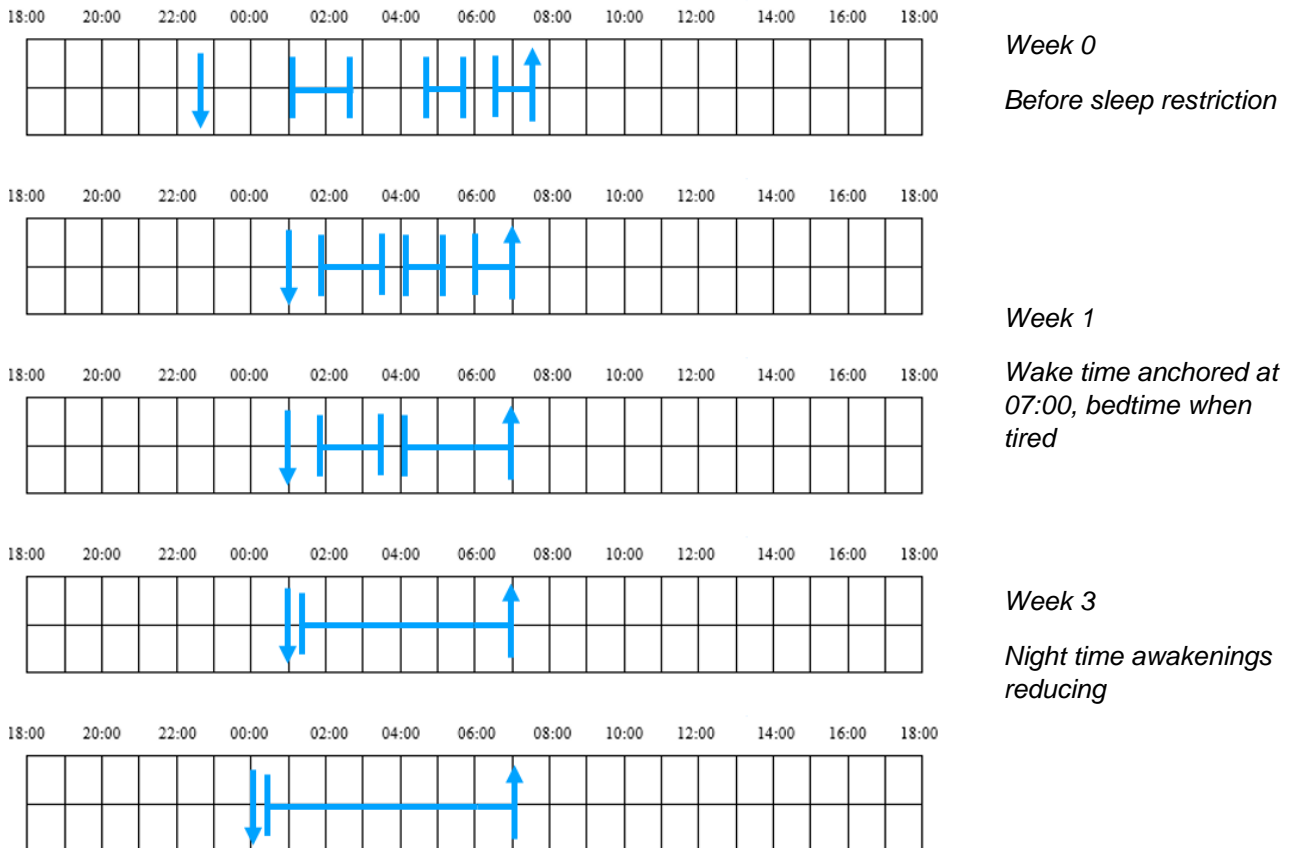 18:00 20:00 22:00 00:00 02:00 04:00 06:00 08:00 10:00 12:00 14:00 16:00 18:00
Week 0
Before sleep restriction
18:00 20:00 22:00 00:00 02:00 04:00 06:00 08:00 10:00 12:00 14:00 16:00 18:00
Week 1
Wake time anchored at
07:00, bedtime when
tired
18:00 20:00 22:00 00:00 02:00 04:00 06:00 08:00 10:00 12:00 14:00 16:00 18:00
18:00 20:00 22:00 00:00 02:00 04:00 06:00 08:00 10:00 12:00 14:00 16:00 18:00
Week 3
Night time awakenings
reducing
18:00 20:00 22:00 00:00 02:00 04:00 06:00 08:00 10:00 12:00 14:00 16:00 18:00